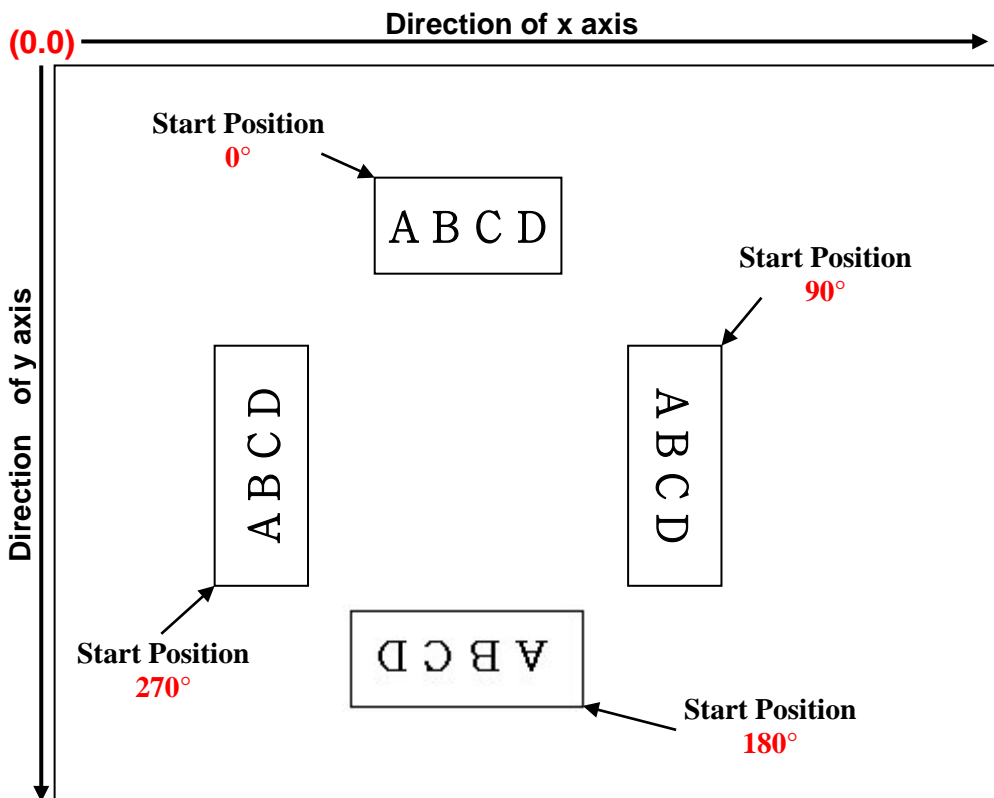 Direction of x axis
(0.0)
Start Position
0°
A B C D
Start Position
90°
Direction of y axis
A B C D
A B C D
Start Position
270°
A B C D
Start Position
180°